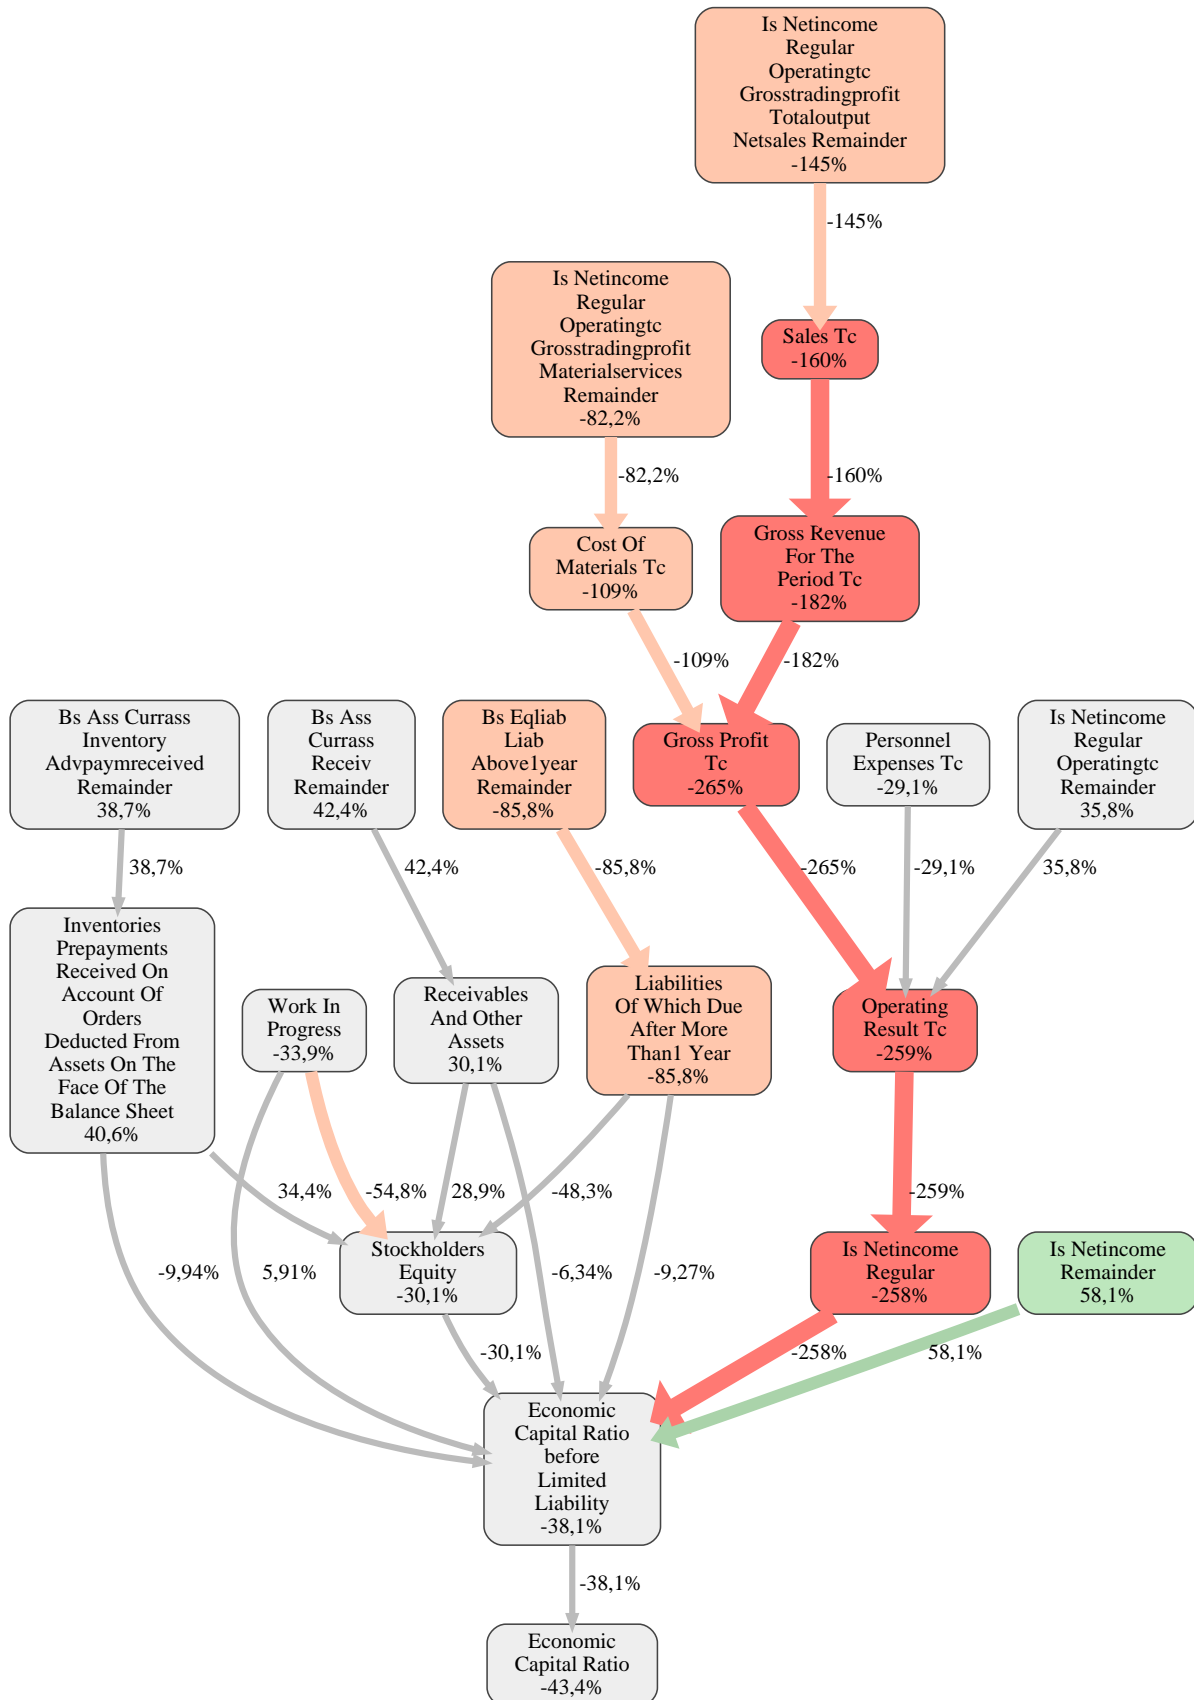 Is Netincome
Regular
Operatingtc
Grosstradingprofit
Totaloutput
Netsales Remainder
-145%
-145%
Is Netincome
Regular
Operatingtc
Grosstradingprofit
Materialservices
Remainder
-82,2%
Sales Tc
-160%
-82,2%
-160%
Cost Of
Materials Tc
-109%
Gross Revenue
For The
Period Tc
-182%
-109%
-182%
Bs Ass Currass
Inventory
Advpaymreceived
Remainder
38,7%
Bs Ass
Currass
Receiv
Remainder
42,4%
Bs Eqliab
Liab
Above1year
Remainder
-85,8%
Gross Profit
Tc
-265%
Personnel
Expenses Tc
-29,1%
Is Netincome
Regular
Operatingtc
Remainder
35,8%
38,7%
42,4%
-85,8%
-265%
-29,1%
35,8%
Inventories
Prepayments
Received On
Account Of
Orders
Deducted From
Assets On The
Face Of The
Balance Sheet
40,6%
Work In
Progress
-33,9%
Receivables
And Other
Assets
30,1%
Liabilities
Of Which Due
After More
Than1 Year
-85,8%
Operating
Result Tc
-259%
34,4%
-54,8%
28,9%
-48,3%
-259%
Stockholders
Equity
-30,1%
Is Netincome
Regular
-258%
Is Netincome
Remainder
58,1%
-9,94%
5,91%
-6,34%
-9,27%
-30,1%
-258%
58,1%
Economic
Capital Ratio
before
Limited
Liability
-38,1%
-38,1%
Economic
Capital Ratio
-43,4%